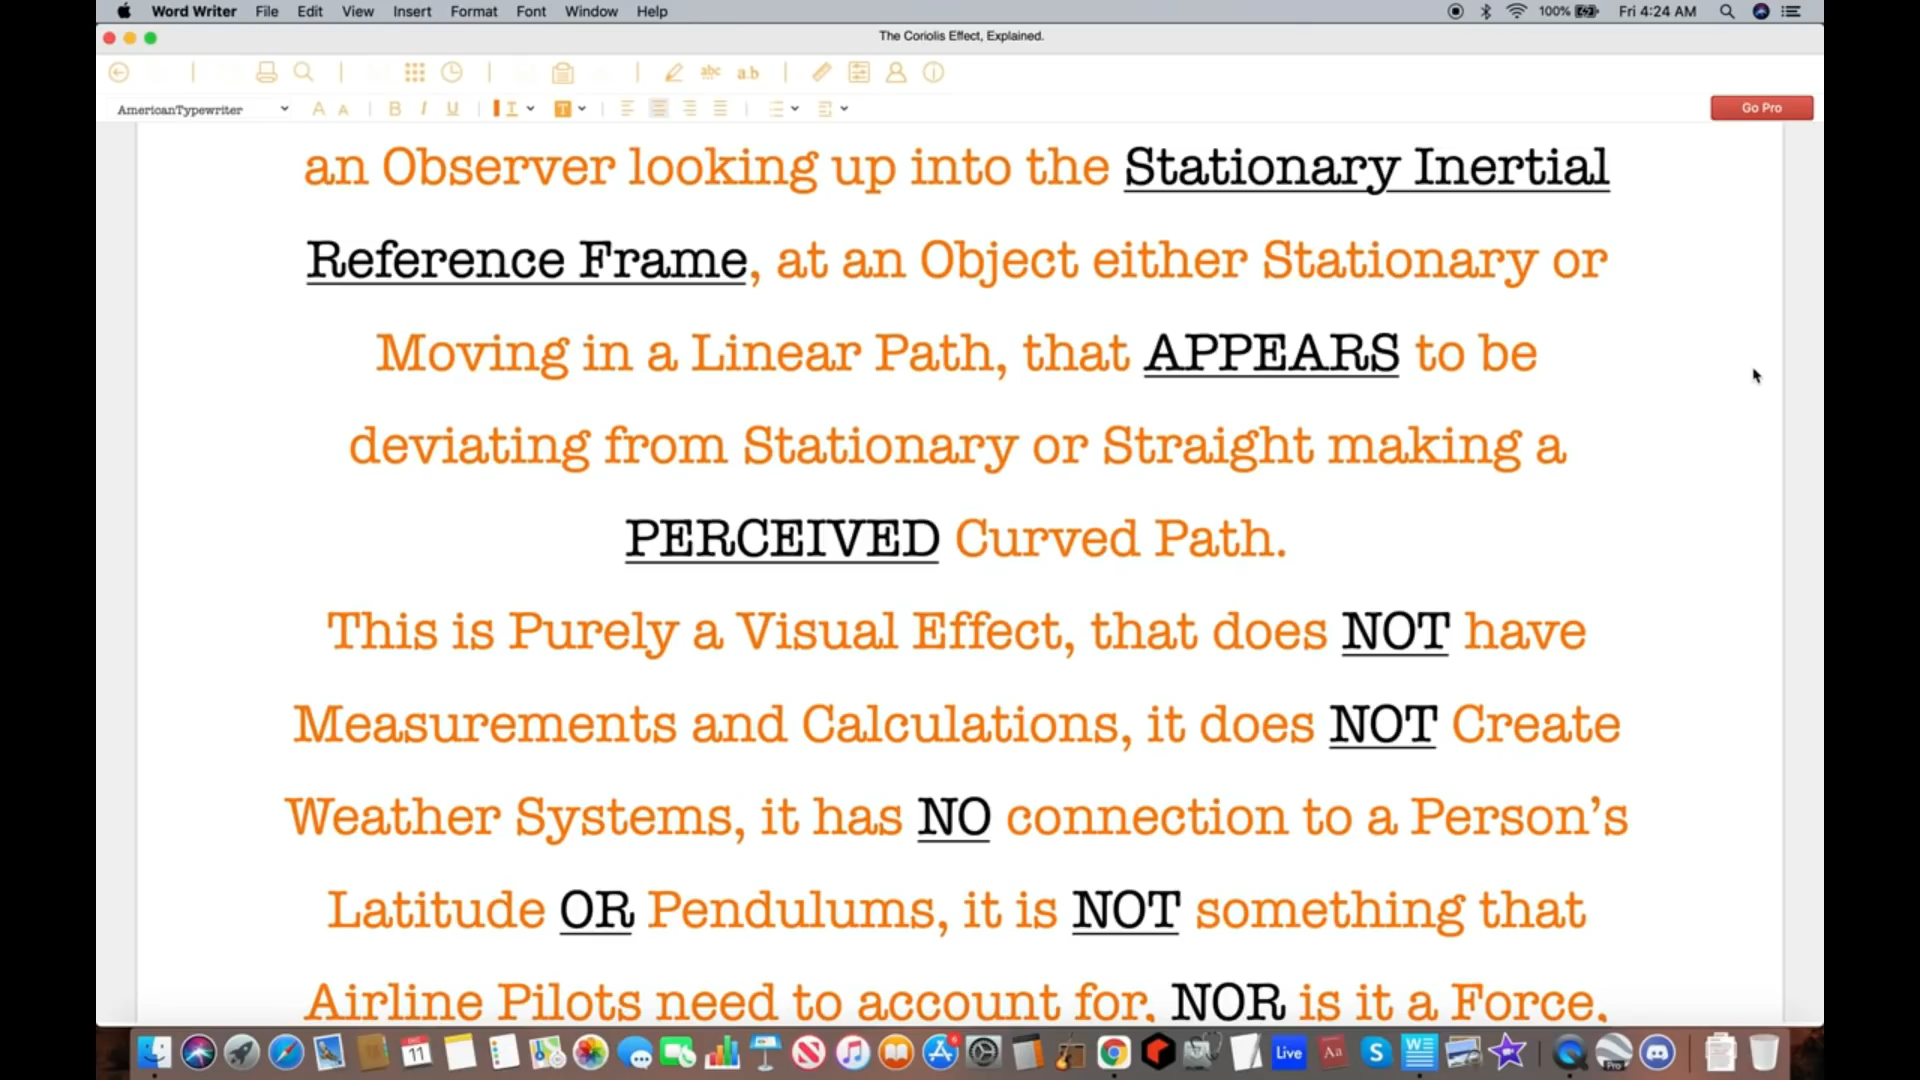 Word Writer File Edit View Insert Format Font Window Help 100% Fri 4:24 AM
The Coriolis Effect, Explained.
abc a.b
AmericanTypewriter A A B I U T T Go Pro
an Observer looking up into the Stationary Inertial
Reference Frame, at an Object either Stationary or
Moving in a Linear Path, that APPEARS to be
deviating from Stationary or Straight making a
PERCEIVED Curved Path.
This is Purely a Visual Effect, that does NOT have
Measurements and Calculations, it does NOT Create
Weather Systems, it has NO connection to a Person's
Latitude OR Pendulums, it is NOT something that
Airline Pilots need to account for, NOR is it a Force,
11 Live Aa S W Pro